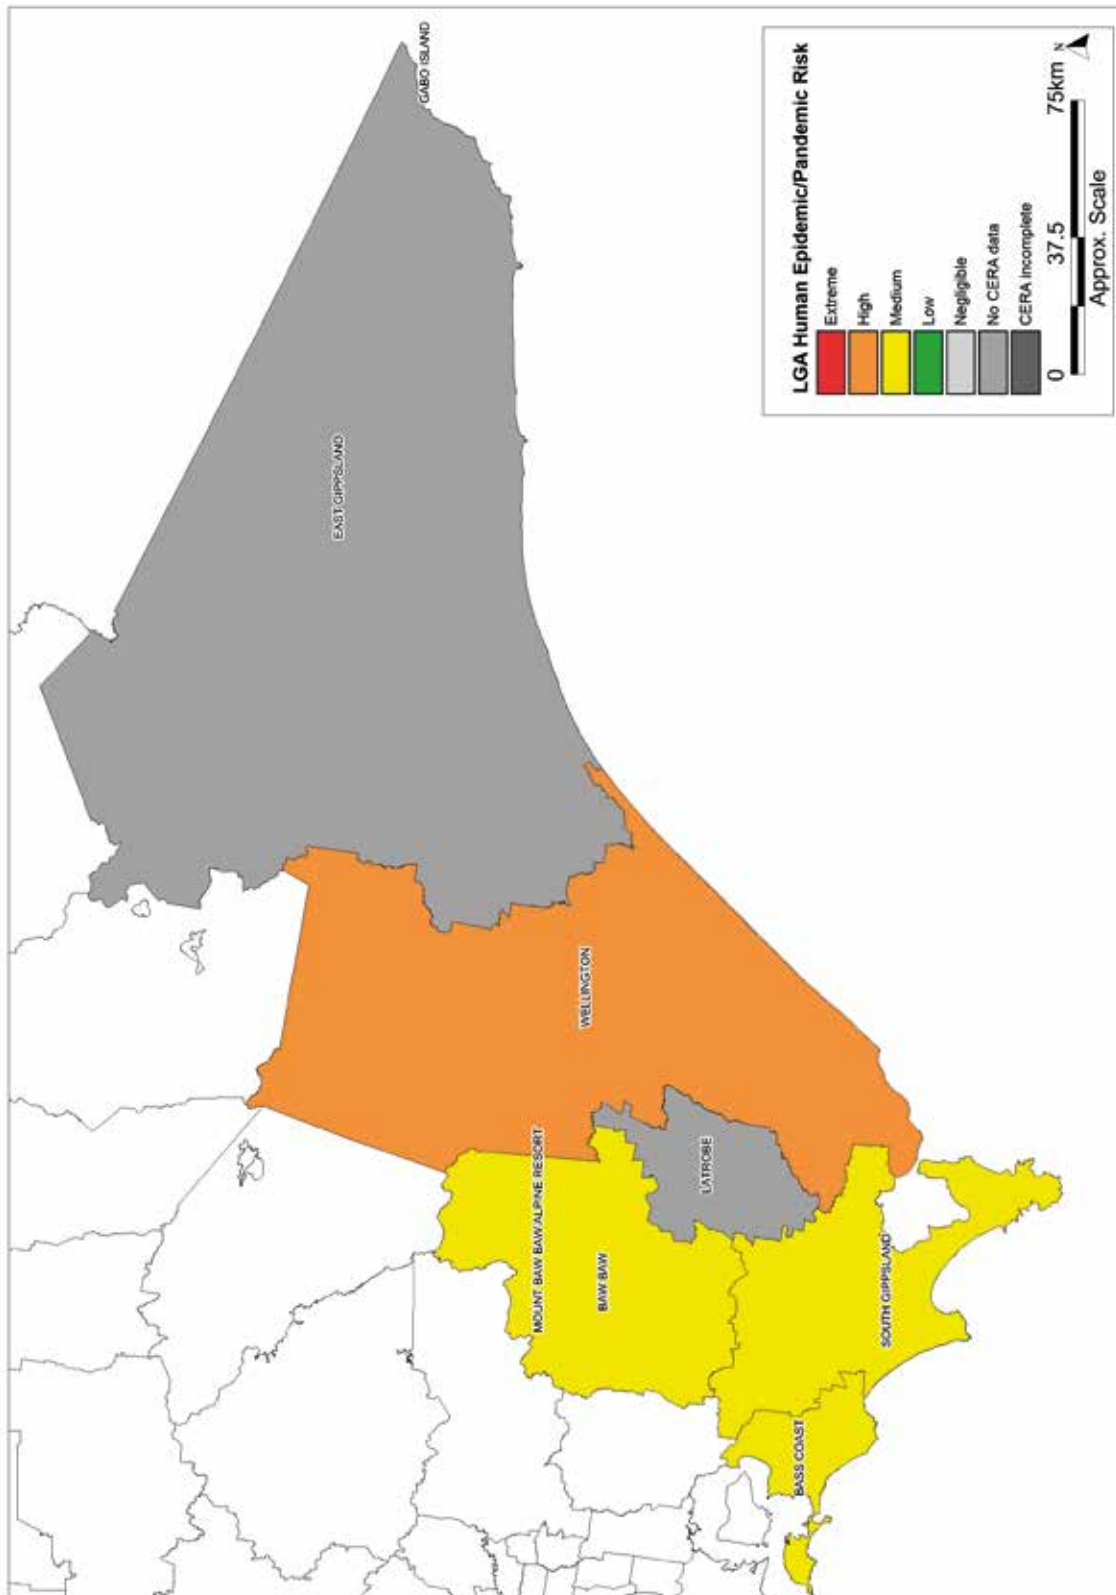 GABO ISLAND
EAST GIPPSLAND
WELLINGTON
MOUNT BAW BAW ALPINE RESORT
LATROBE
BAW BAW
SOUTH GIPPSLAND
BASS COAST
LGA Human Epidemic/Pandemic Risk
Extreme
High
Medium
Low
Negligible
No CERA data
CERA Incomplete
0 37.5 75km
N
Approx. Scale